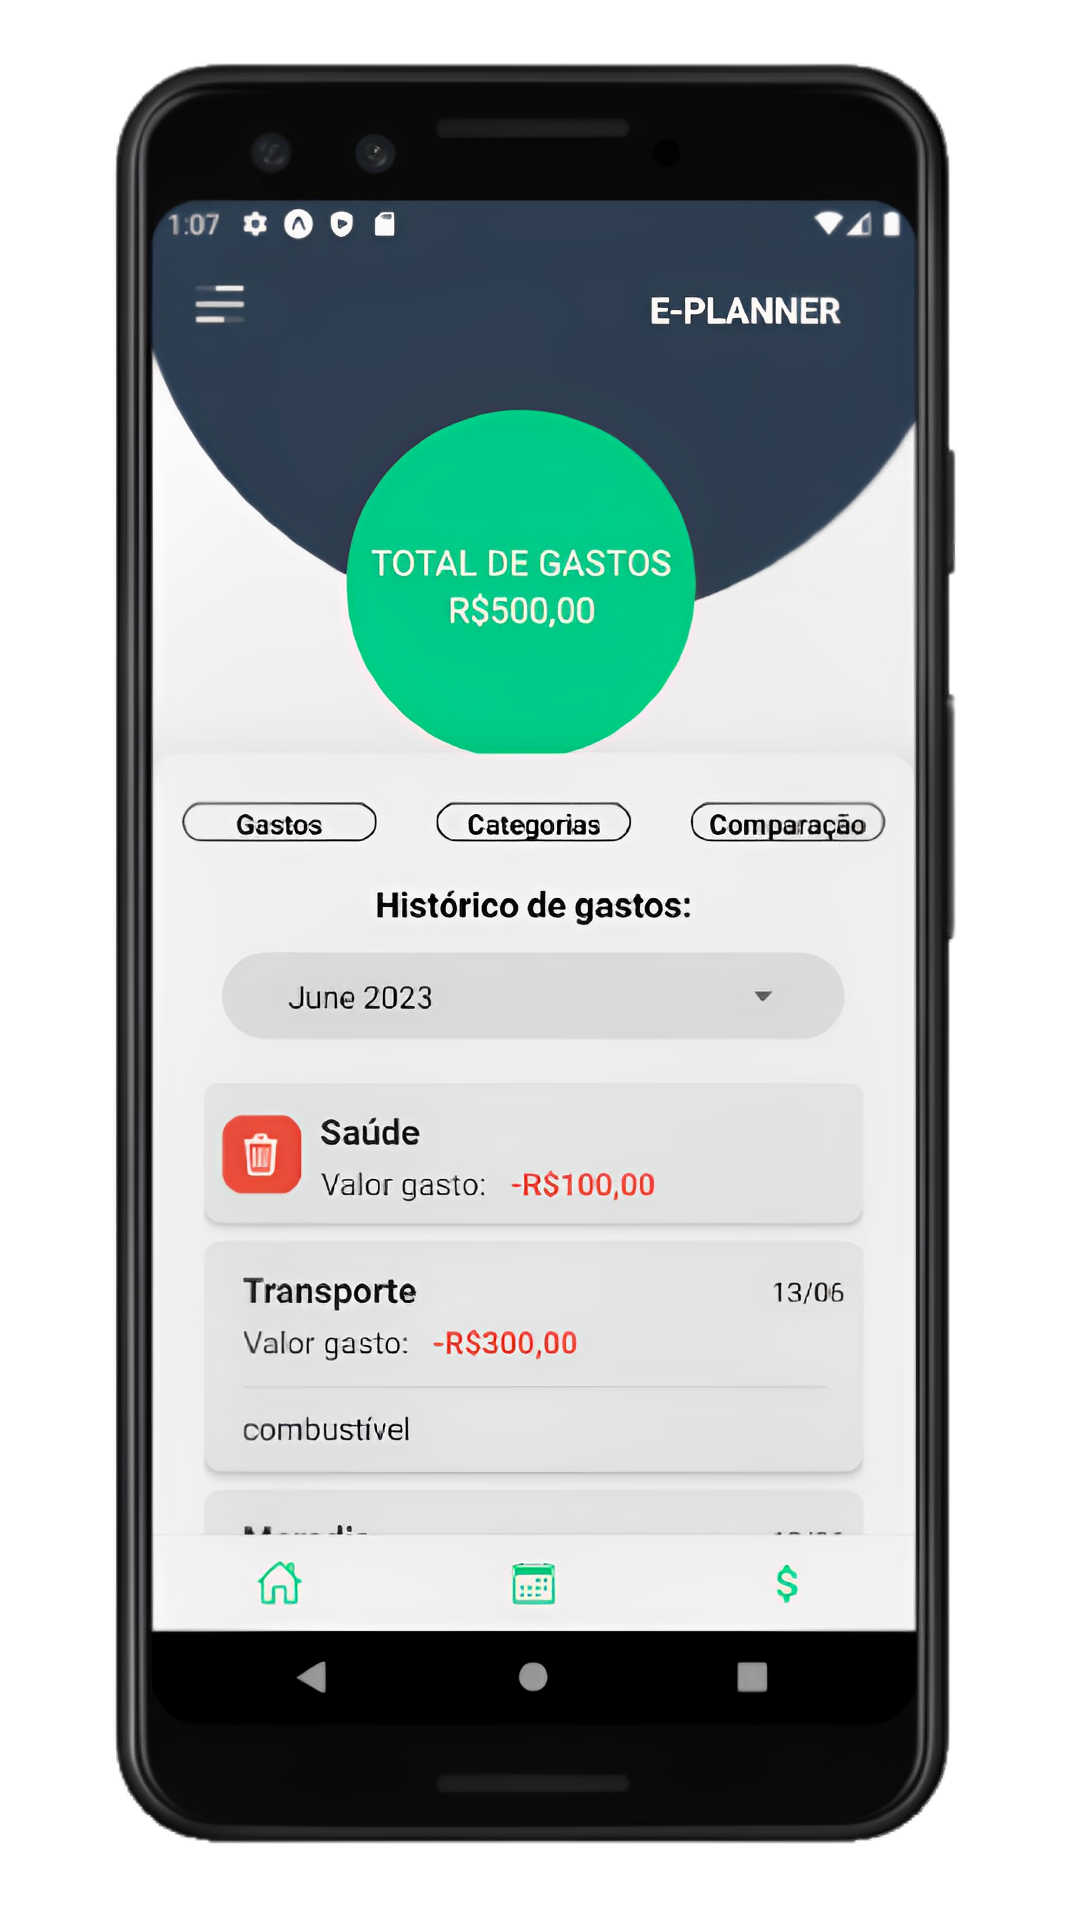 1:07
E-PLANNER
TOTAL DE GASTOS
R$500,00
Gastos Categorias Comparação
Histórico de gastos:
June 2023
Saúde
Valor gasto: -R$100,00
Transporte 13/06
Valor gasto: -R$300,00
combustível